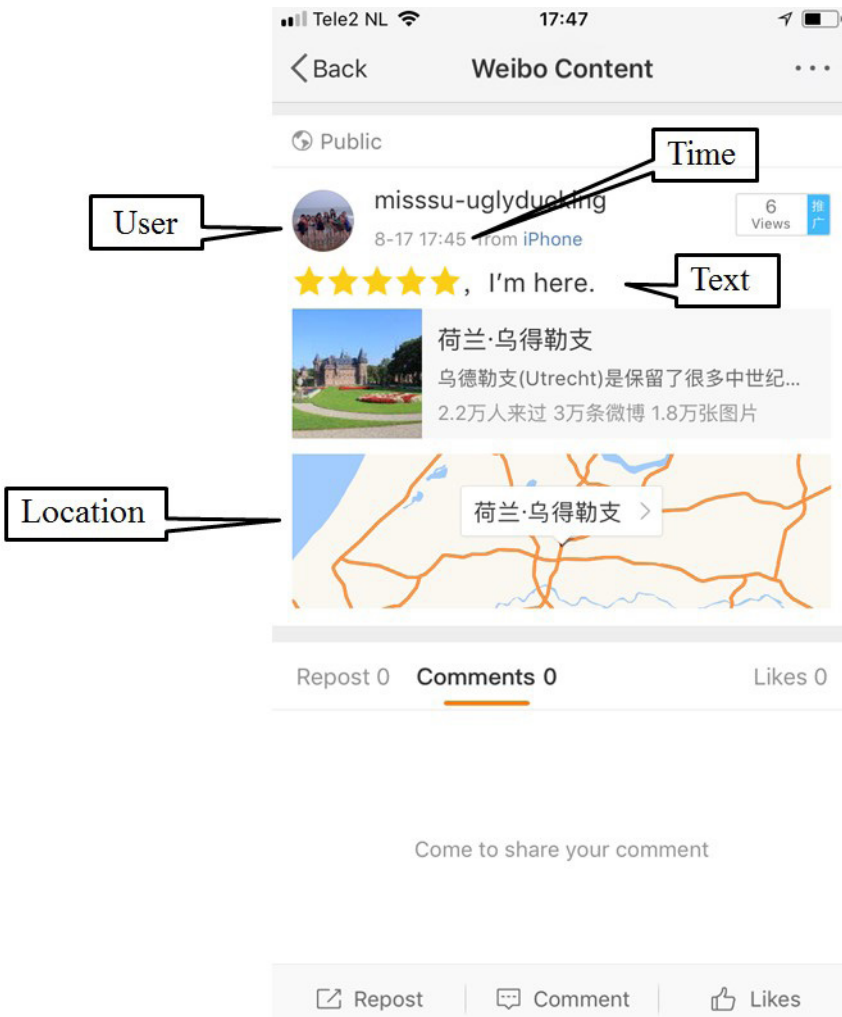 Tele2 NL 17:47
Back Weibo Content ...
Public
Time
misssu-uglyducking
6
Views
推
广
User
8-17 17:45 from iPhone
, I'm here.
Text
荷兰·乌得勒支
乌德勒支(Utrecht)是保留了很多中世纪...
2.2万人来过 3万条微博 1.8万张图片
Location
荷兰·乌得勒支
Repost 0 Comments 0 Likes 0
Come to share your comment
Repost Comment Likes